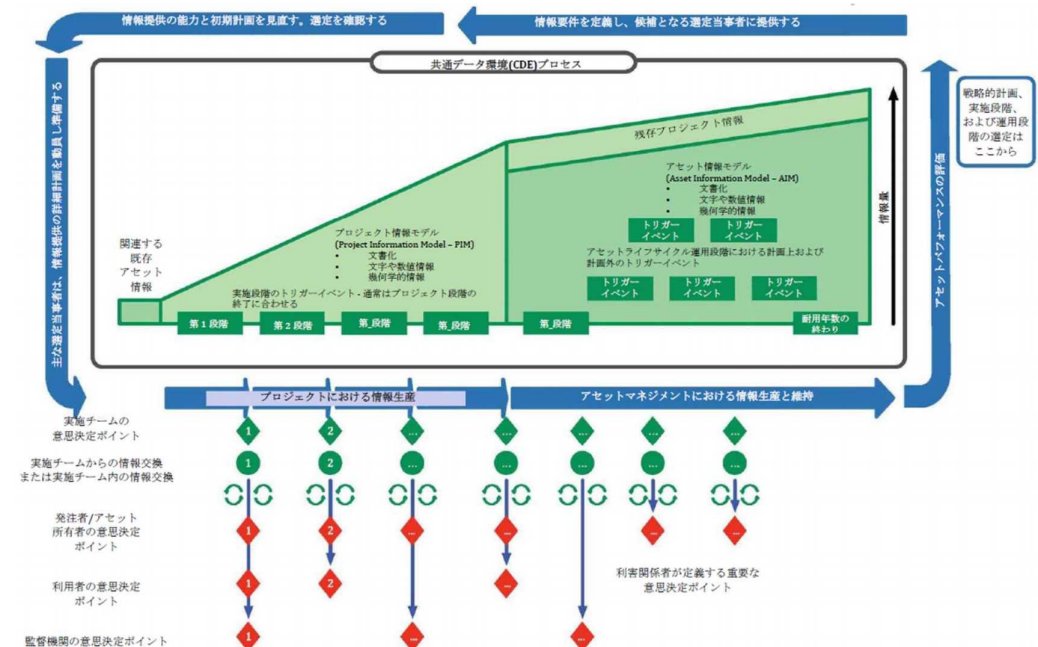 情報提供の能力と初期計画を見直す。選定を確認する
情報要件を定義し、候補となる選定当事者に提供する
共通データ環境(CDE)プロセス
戦略的計画、
実施段階、
および運用段
階の選定は
ここから
主な選定当事者は、情報提供の詳細計画を動員し準備する
アセットパフォーマンスの評価
情報量
残存プロジェクト情報
アセット情報モデル
(Asset Information Model – AIM)
• 文書化
• 文字や数値情報
• 幾何学的情報
トリガー
イベント
トリガー
イベント
プロジェクト情報モデル
(Project Information Model – PIM)
• 文書化
• 文字や数値情報
• 幾何学的情報
関連する
既存
アセット
情報
アセットライフサイクル運用段階における計画上および
計画外のトリガーイベント
トリガー
イベント
トリガー
イベント
トリガー
イベント
実施段階のトリガーイベント - 通常はプロジェクト段階の
終了に合わせる
第1段階
第2段階
第_段階
第_段階
第_段階
耐用年数の
終わり
プロジェクトにおける情報生産
アセットマネジメントにおける情報生産と維持
実施チームの
意思決定ポイント
1
2
...
...
...
...
...
実施チームからの情報交換
または実施チーム内の情報交換
1
2
...
...
...
...
...
発注者/アセット
所有者の意思決定
ポイント
1
2
...
...
...
...
利用者の意思決定
ポイント
1
2
...
利害関係者が定義する重要な
意思決定ポイント
監督機関の意思決定ポイント
1
...
...